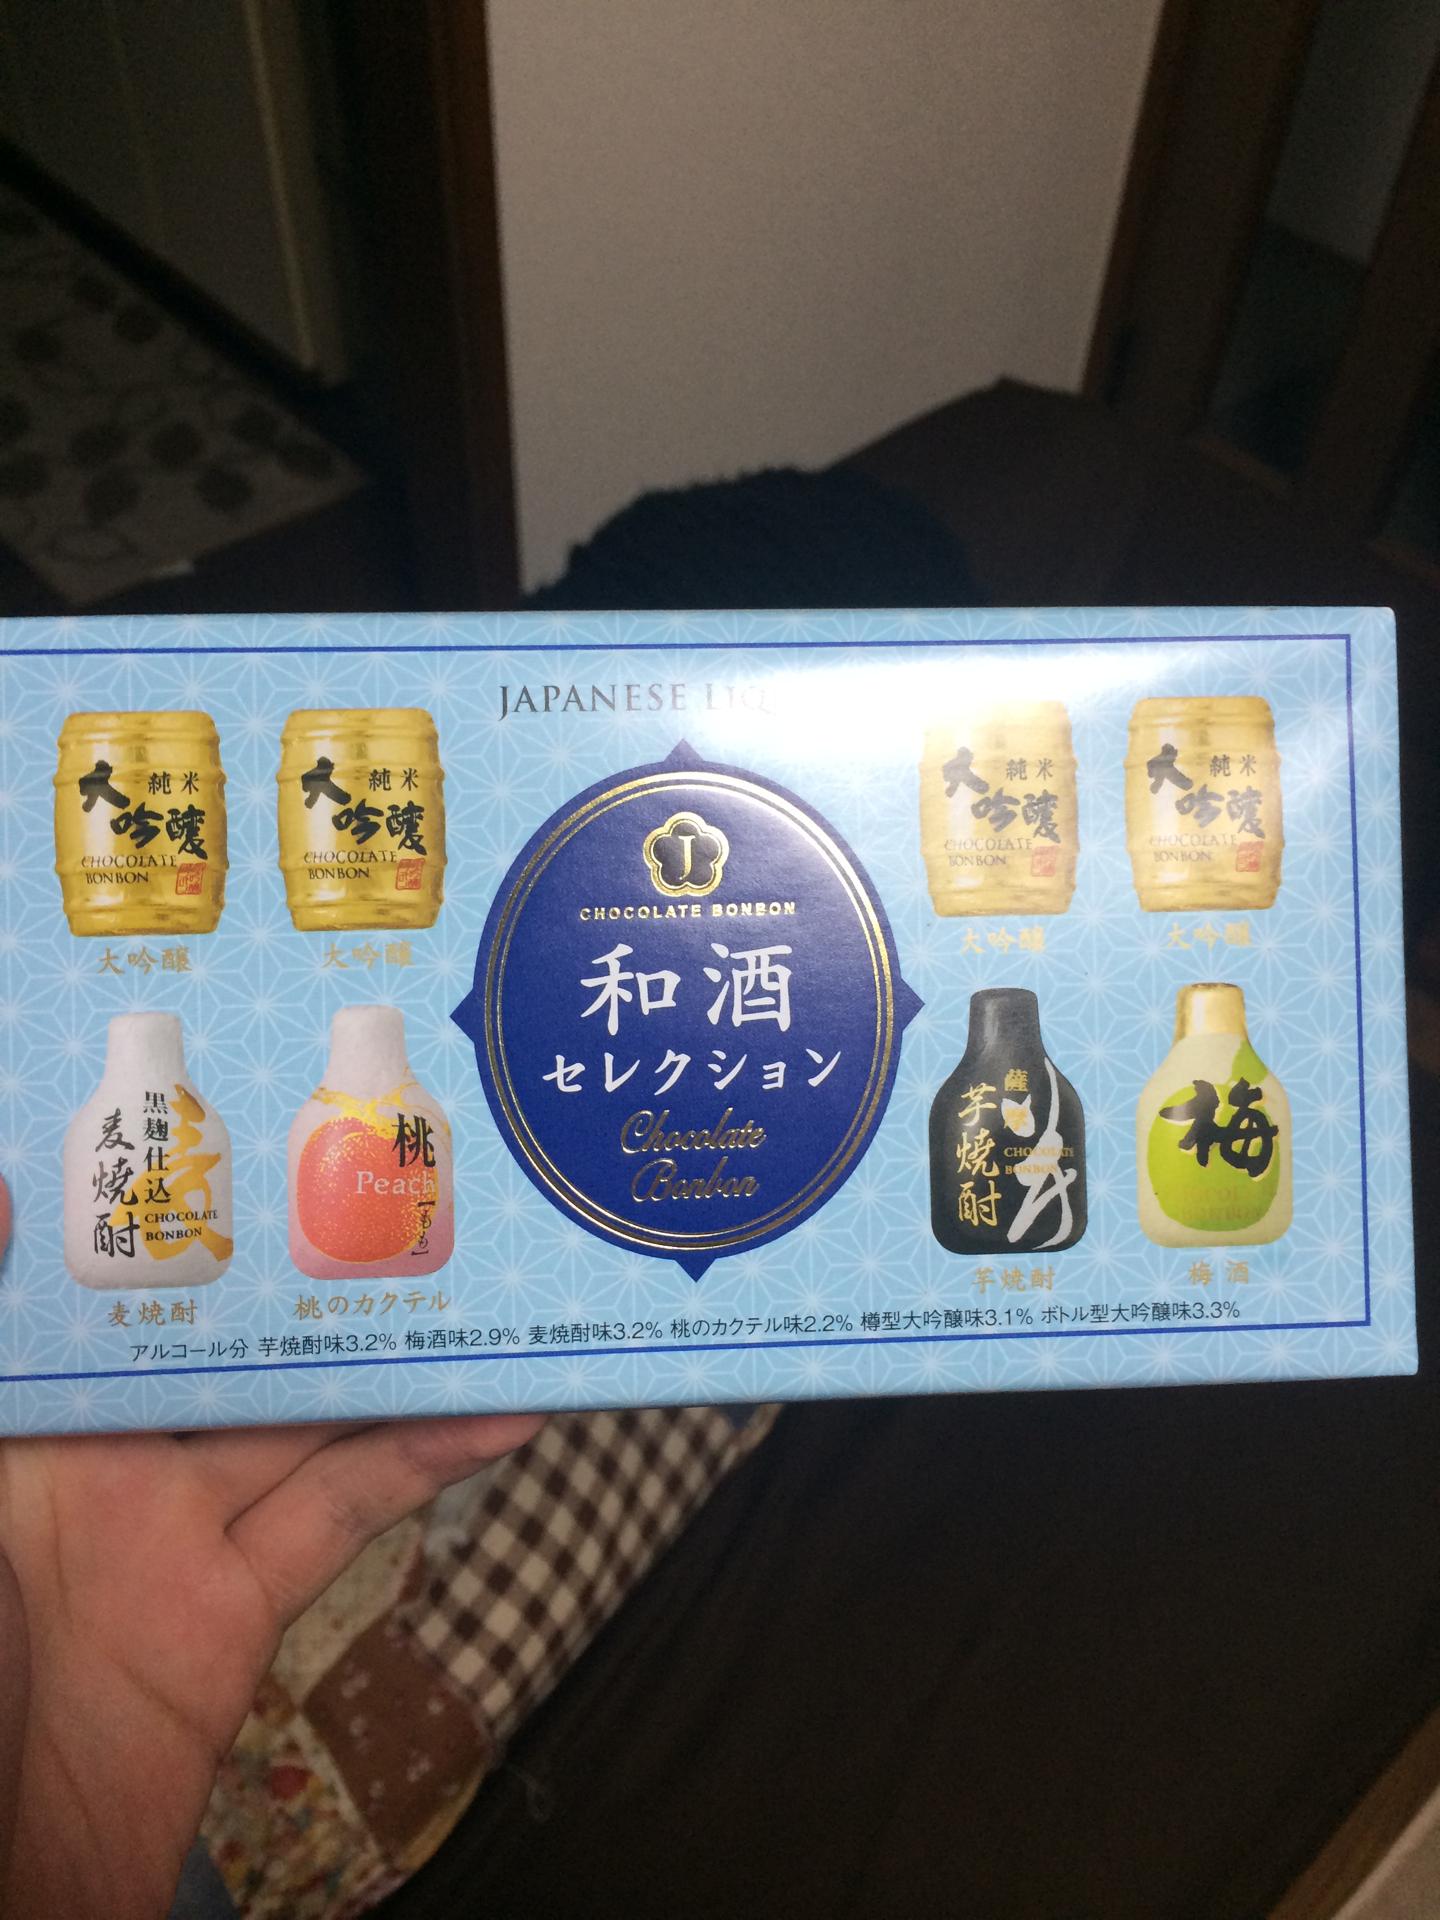 JAPANESE LIQ
大吟醸
純米
CHOCOLATE
BONBON
大吟醸
大吟醸
純米
CHOCOLATE
BONBON
大吟醸
大吟醸
純米
CHOCOLATE
BONBON
大吟醸
大吟醸
純米
CHOCOLATE
BONBON
大吟醸
J
CHOCOLATE BONBON
和酒
セレクション
Chocolate
Bonbon
黒麹仕込
麦焼酎
麦
CHOCOLATE
BONBON
麦焼酎
桃
Peach
【もも】
桃のカクテル
薩摩
芋焼酎
CHOCOLATE
BONBON
芋焼酎
梅
梅酒
アルコール分 芋焼酎味3.2% 梅酒味2.9% 麦焼酎味3.2% 桃のカクテル味2.2% 樽型大吟醸味3.1% ボトル型大吟醸味3.3%